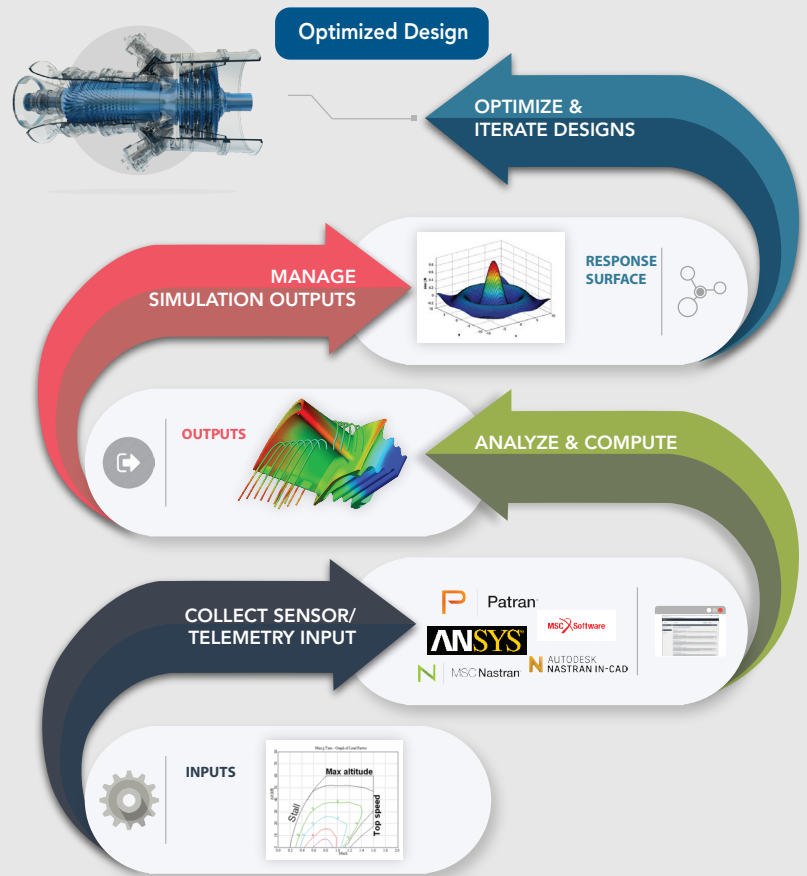 Optimized Design
OPTIMIZE &
ITERATE DESIGNS
MANAGE
SIMULATION OUTPUTS
RESPONSE
SURFACE
OUTPUTS
ANALYZE & COMPUTE
COLLECT SENSOR/
TELEMETRY INPUT
Patran
ANSYS®
MSC Software
MSC Nastran
AUTODESK
NASTRAN IN-CAD
INPUTS
Max altitude
Stall
Top speed